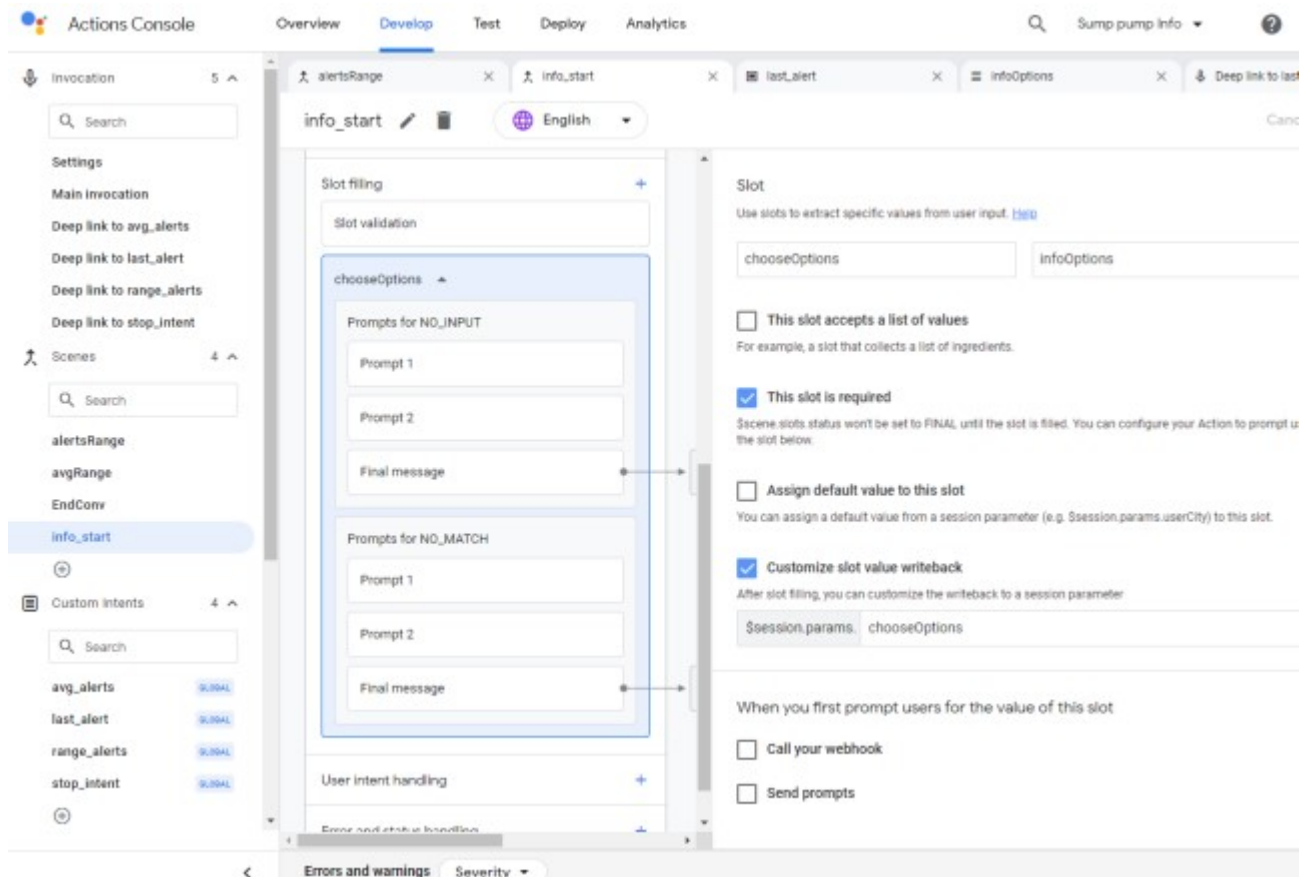 Actions Console
Overview
Develop
Test
Deploy
Analytics
Sump pump Info
Invocation
5
Search
Settings
Main invocation
Deep link to avg_alerts
Deep link to last_alert
Deep link to range_alerts
Deep link to stop_intent
Scenes
4
Search
alertsRange
avgRange
EndConv
info_start
Custom Intents
4
Search
avg_alerts GLOBAL
last_alert GLOBAL
range_alerts GLOBAL
stop_intent GLOBAL
alertsRange
info_start
last_alert
infoOptions
Deep link to last
info_start
English
Canc
Slot filling
Slot validation
chooseOptions
Prompts for NO_INPUT
Prompt 1
Prompt 2
Final message
Prompts for NO_MATCH
Prompt 1
Prompt 2
Final message
User intent handling
Error and status handling
Slot
Use slots to extract specific values from user input. Help
chooseOptions
infoOptions
This slot accepts a list of values
For example, a slot that collects a list of ingredients.
This slot is required
$scene.slots.status won't be set to FINAL until the slot is filled. You can configure your Action to prompt u
the slot below.
Assign default value to this slot
You can assign a default value from a session parameter (e.g. $session.params.userCity) to this slot.
Customize slot value writeback
After slot filling, you can customize the writeback to a session parameter
$session.params. chooseOptions
When you first prompt users for the value of this slot
Call your webhook
Send prompts
Errors and warnings
Severity